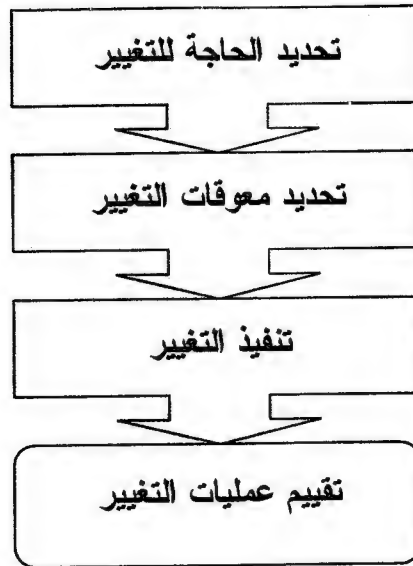 تحديد الحاجة للتغيير
تحديد معوقات التغيير
تنفيذ التغيير
تقييم عمليات التغيير